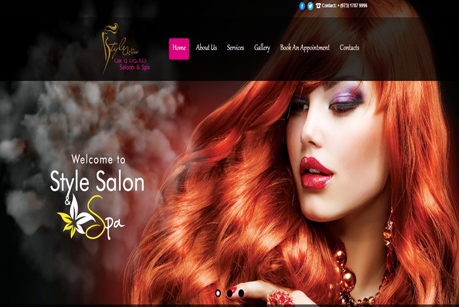 Contact: + (973) 1787 9996
Style
Saloon & Spa
Home About Us Services Gallery Book An Appointment Contacts
Welcome to
Style Salon
&
Spa